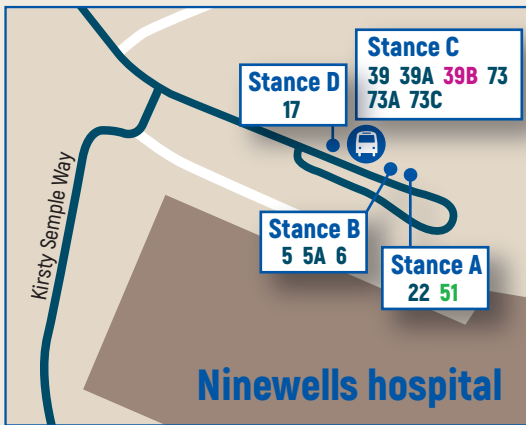 Stance C
39 39A 39B 73
73A 73C
Stance D
17
Kirsty Semple Way
Stance B
5 5A 6
Stance A
22 51
Ninewells hospital